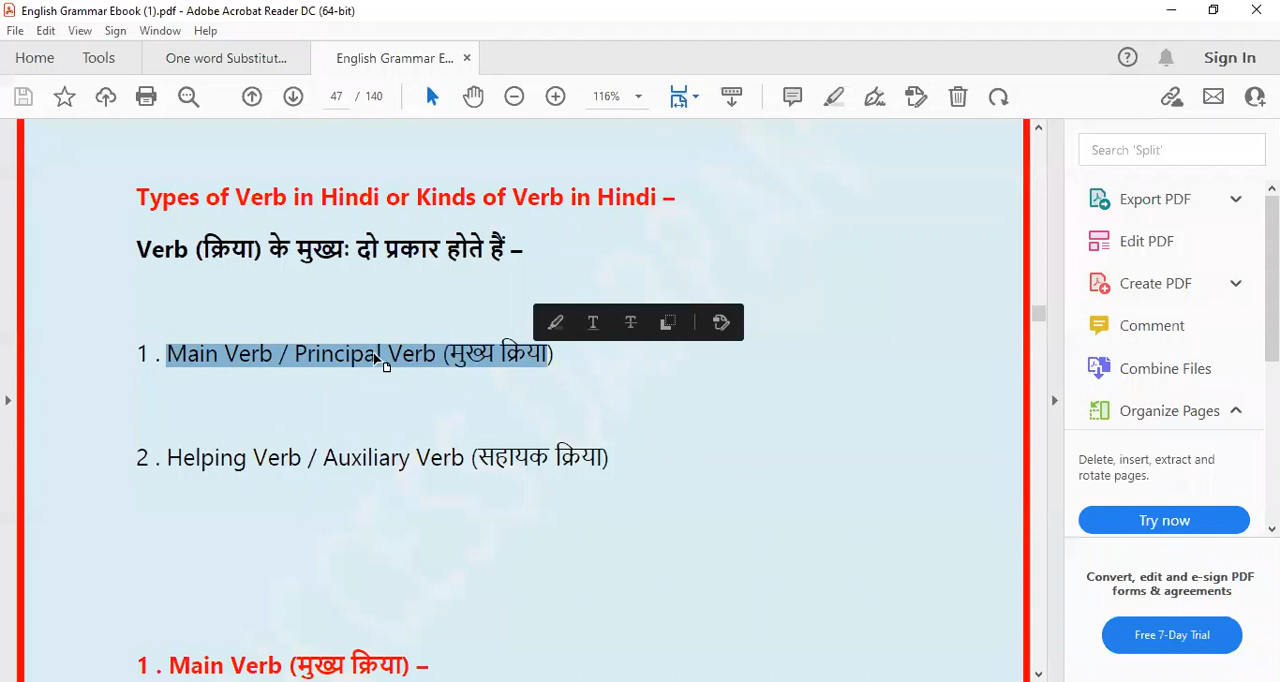 English Grammar Ebook (1).pdf - Adobe Acrobat Reader DC (64-bit)
File Edit View Sign Window Help
Home Tools One word Substitut... English Grammar E... × Sign In
47 / 140 116%
Search 'Split'
Types of Verb in Hindi or Kinds of Verb in Hindi –
Export PDF
Verb (क्रिया) के मुख्यः दो प्रकार होते हैं –
Edit PDF
Create PDF
Comment
1 . Main Verb / Principal Verb (मुख्य क्रिया)
Combine Files
Organize Pages
2 . Helping Verb / Auxiliary Verb (सहायक क्रिया)
Delete, insert, extract and
rotate pages.
Try now
Convert, edit and e-sign PDF
forms & agreements
Free 7-Day Trial
1 . Main Verb (मुख्य क्रिया) –